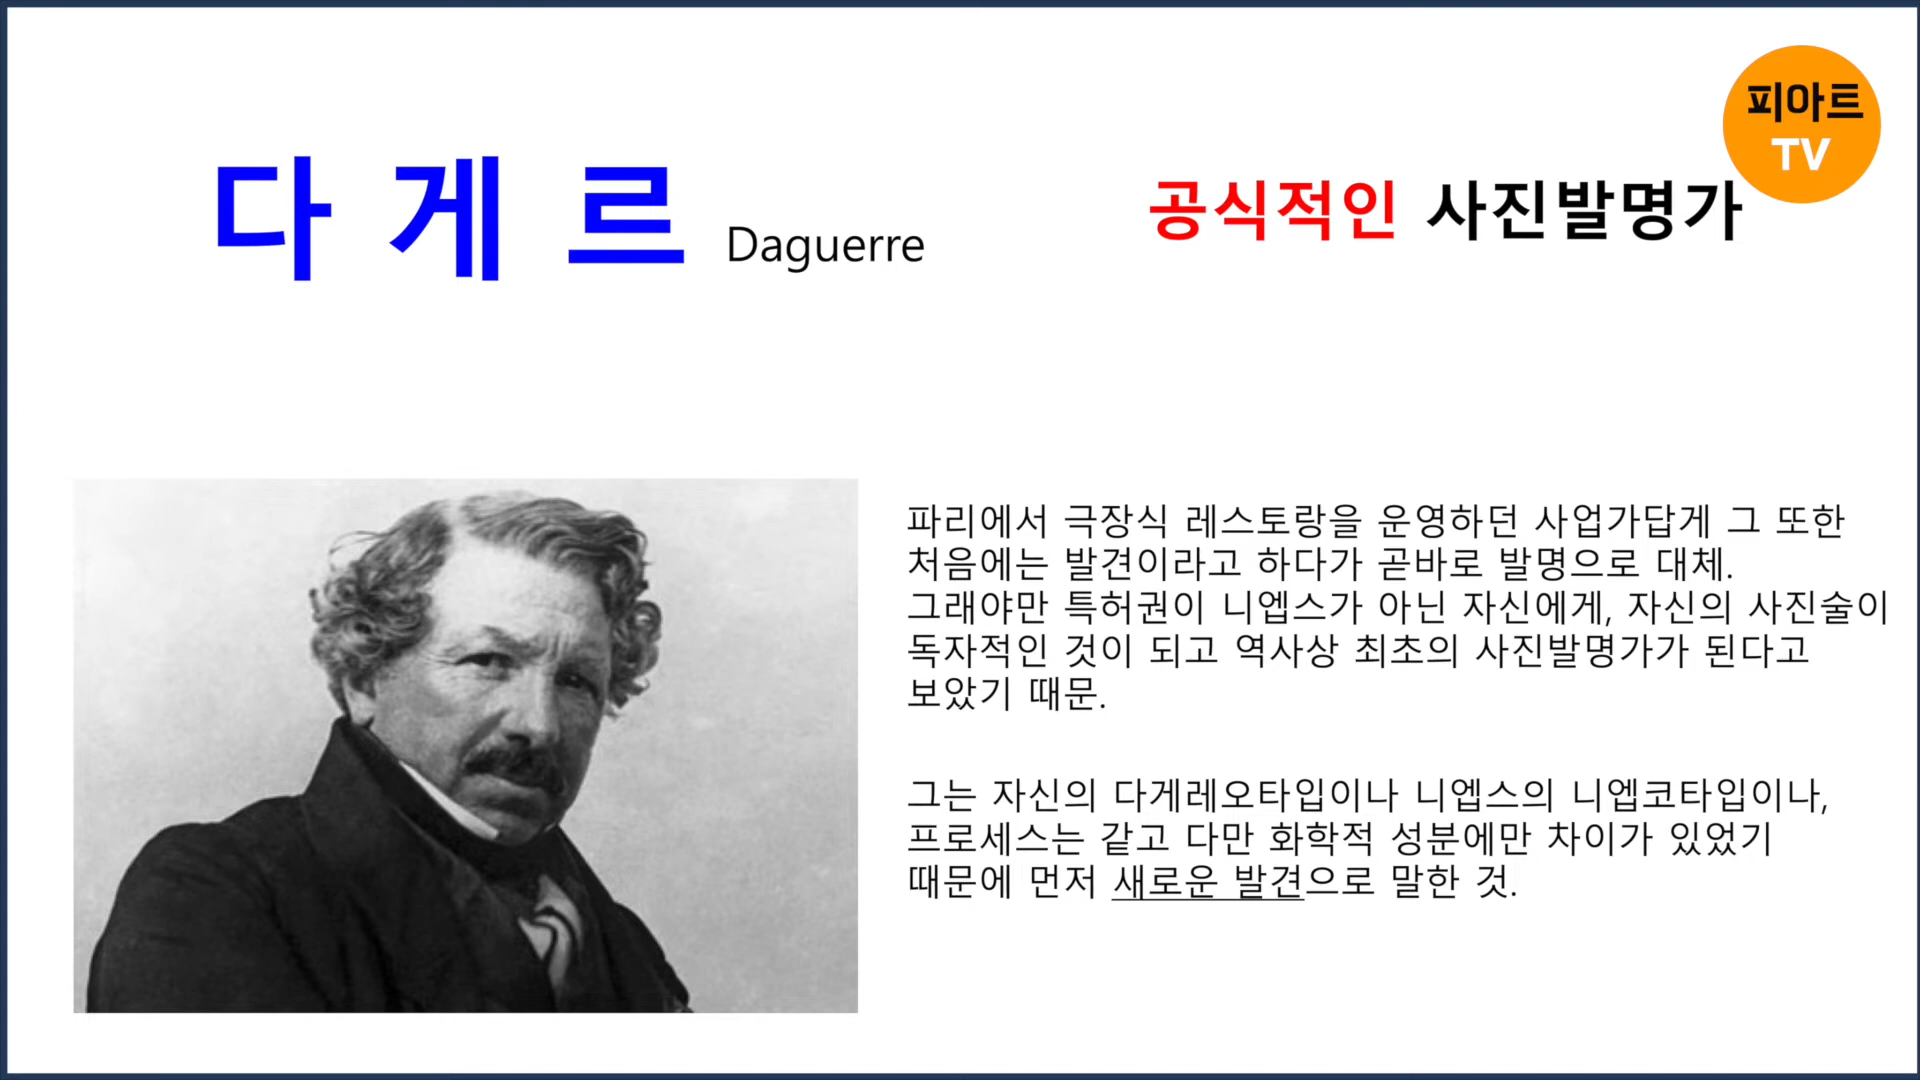 피아트
TV
다게르 Daguerre
공식적인 사진발명가
파리에서 극장식 레스토랑을 운영하던 사업가답게 그 또한
처음에는 발견이라고 하다가 곧바로 발명으로 대체.
그래야만 특허권이 니엡스가 아닌 자신에게, 자신의 사진술이
독자적인 것이 되고 역사상 최초의 사진발명가가 된다고
보았기 때문.
그는 자신의 다게레오타입이나 니엡스의 니엡코타입이나,
프로세스는 같고 다만 화학적 성분에만 차이가 있었기
때문에 먼저 새로운 발견으로 말한 것.